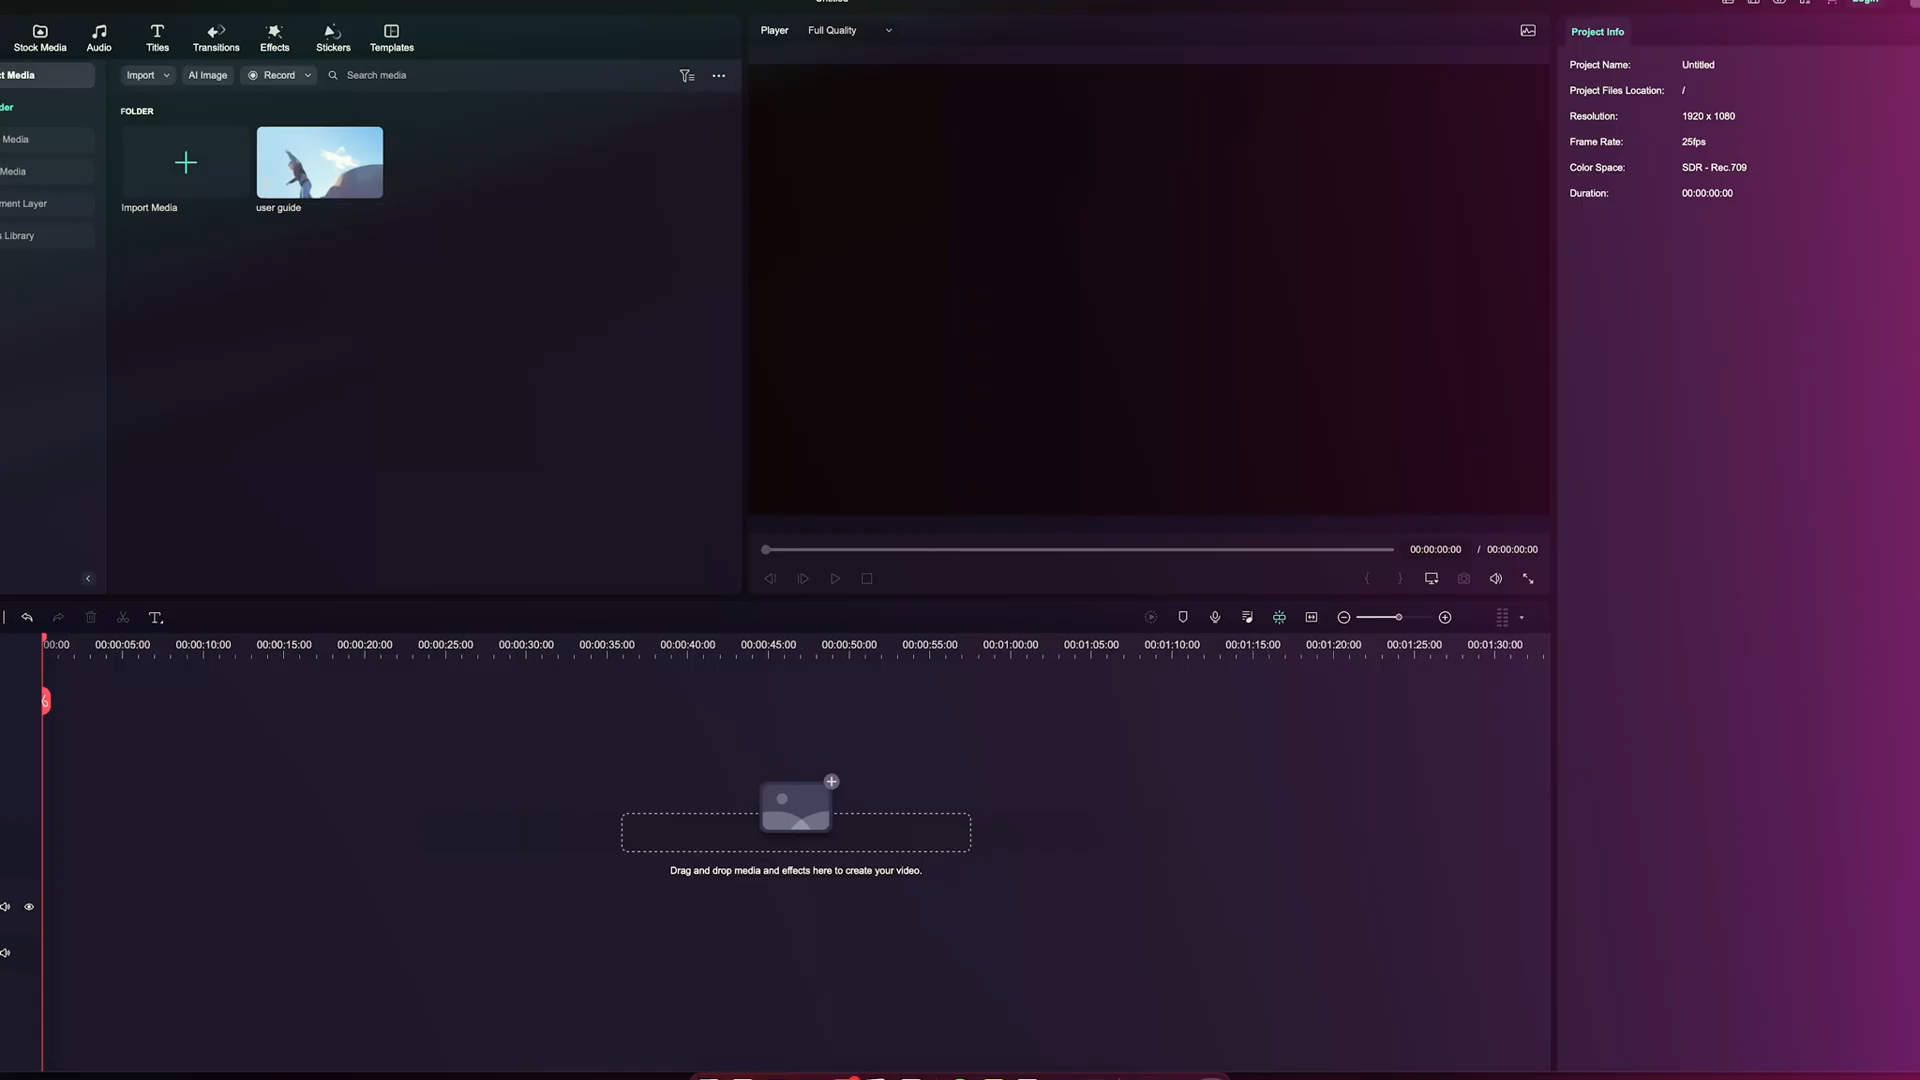 Stock Media
Audio
Titles
Transitions
Effects
Stickers
Templates
Player
Full Quality
Project Info
ct Media
Import
AI Image
Record
Search media
Project Name:
Untitled
Project Files Location:
/
Resolution:
1920 x 1080
Frame Rate:
25fps
Color Space:
SDR - Rec.709
Duration:
00:00:00:00
der
Media
Media
ment Layer
s Library
FOLDER
Import Media
user guide
00:00:00:00 / 00:00:00:00
00:00
00:00:05:00
00:00:10:00
00:00:15:00
00:00:20:00
00:00:25:00
00:00:30:00
00:00:35:00
00:00:40:00
00:00:45:00
00:00:50:00
00:00:55:00
00:01:00:00
00:01:05:00
00:01:10:00
00:01:15:00
00:01:20:00
00:01:25:00
00:01:30:00
Drag and drop media and effects here to create your video.